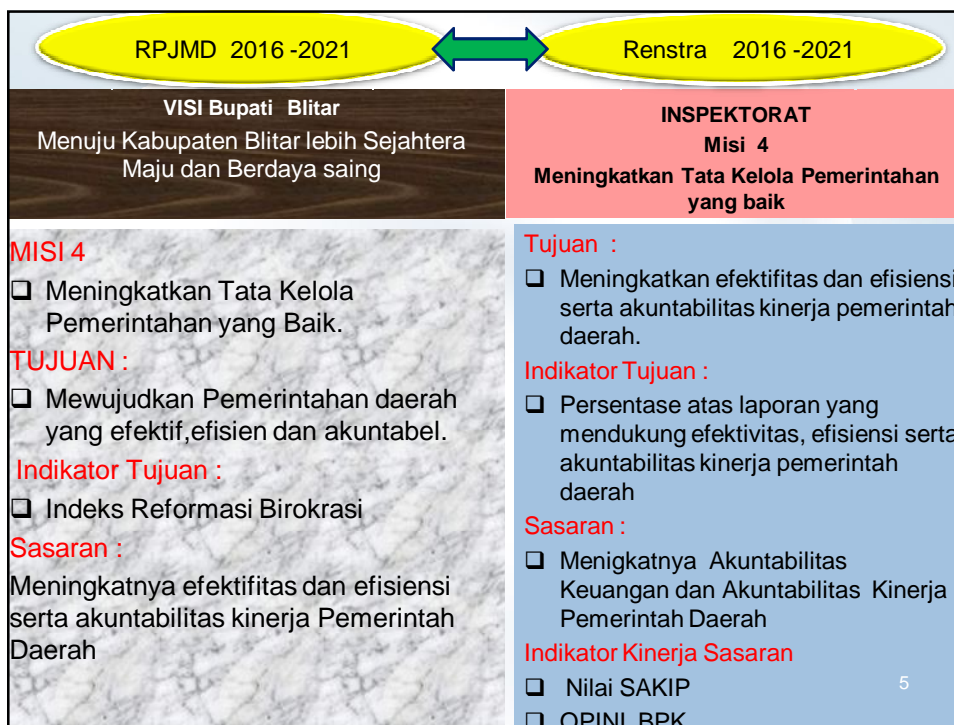 RPJMD 2016 -2021
Renstra 2016 -2021
VISI Bupati Blitar
Menuju Kabupaten Blitar lebih Sejahtera
Maju dan Berdaya saing
INSPEKTORAT
Misi 4
Meningkatkan Tata Kelola Pemerintahan
yang baik
MISI 4
❑ Meningkatkan Tata Kelola
Pemerintahan yang Baik.
TUJUAN :
❑ Mewujudkan Pemerintahan daerah
yang efektif,efisien dan akuntabel.
Indikator Tujuan :
❑ Indeks Reformasi Birokrasi
Sasaran :
Meningkatnya efektifitas dan efisiensi
serta akuntabilitas kinerja Pemerintah
Daerah
Tujuan :
❑ Meningkatkan efektifitas dan efisiensi
serta akuntabilitas kinerja pemerintah
daerah.
Indikator Tujuan :
❑ Persentase atas laporan yang
mendukung efektivitas, efisiensi serta
akuntabilitas kinerja pemerintah
daerah
Sasaran :
❑ Menigkatnya Akuntabilitas
Keuangan dan Akuntabilitas Kinerja
Pemerintah Daerah
Indikator Kinerja Sasaran
❑ Nilai SAKIP
❑ OPINI BPK
5